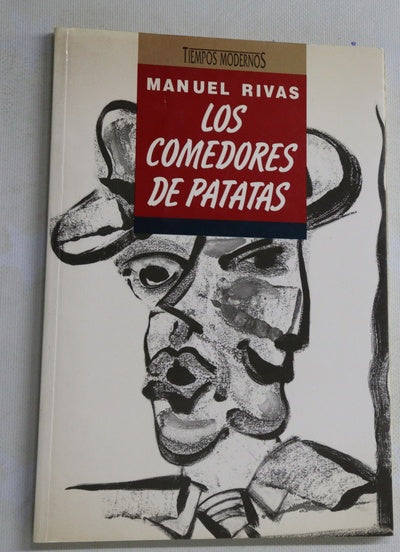 TIEMPOS MODERNOS
MANUEL RIVAS
LOS
COMEDORES
DE PATATAS